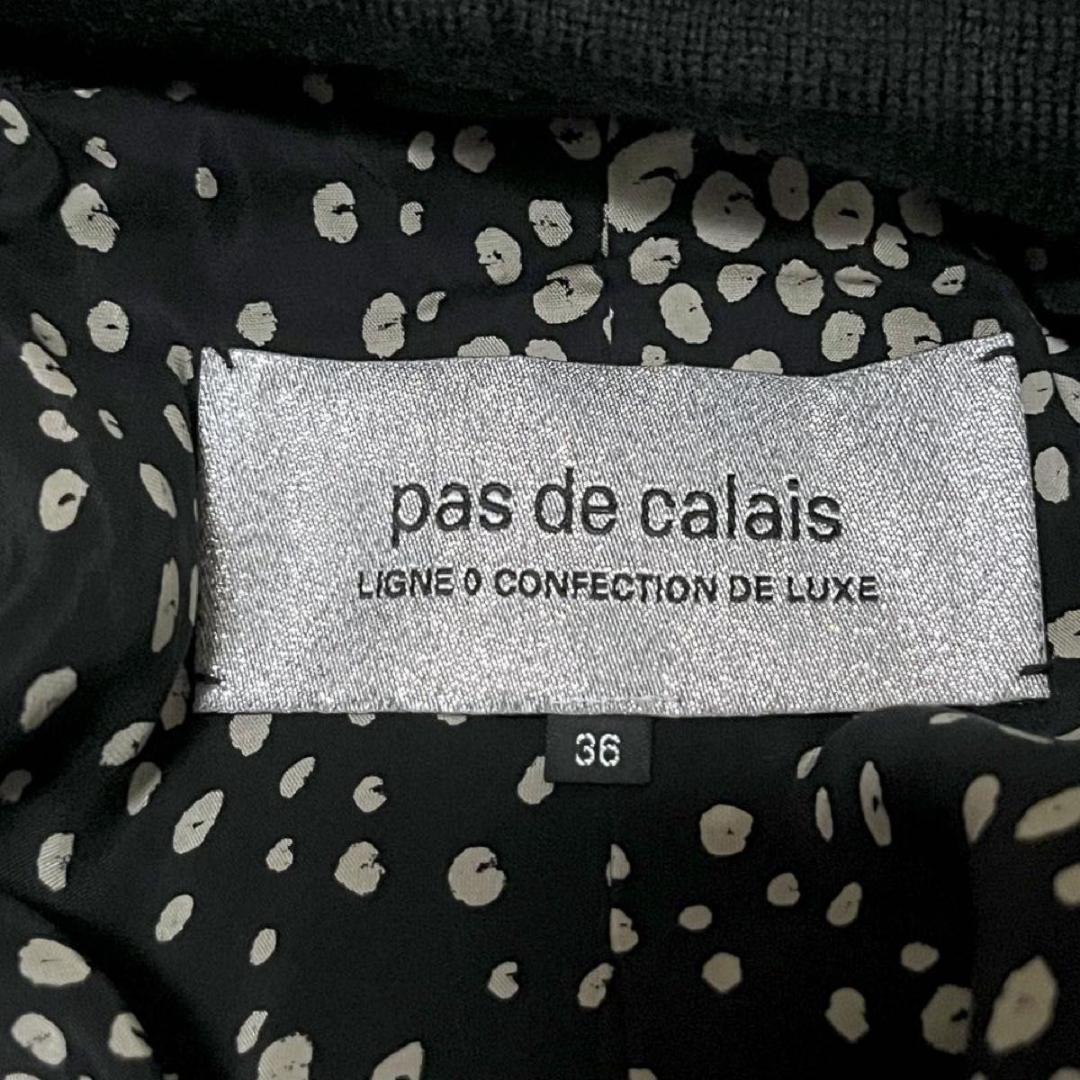 pas de calais
LIGNE 0 CONFECTION DE LUXE
36